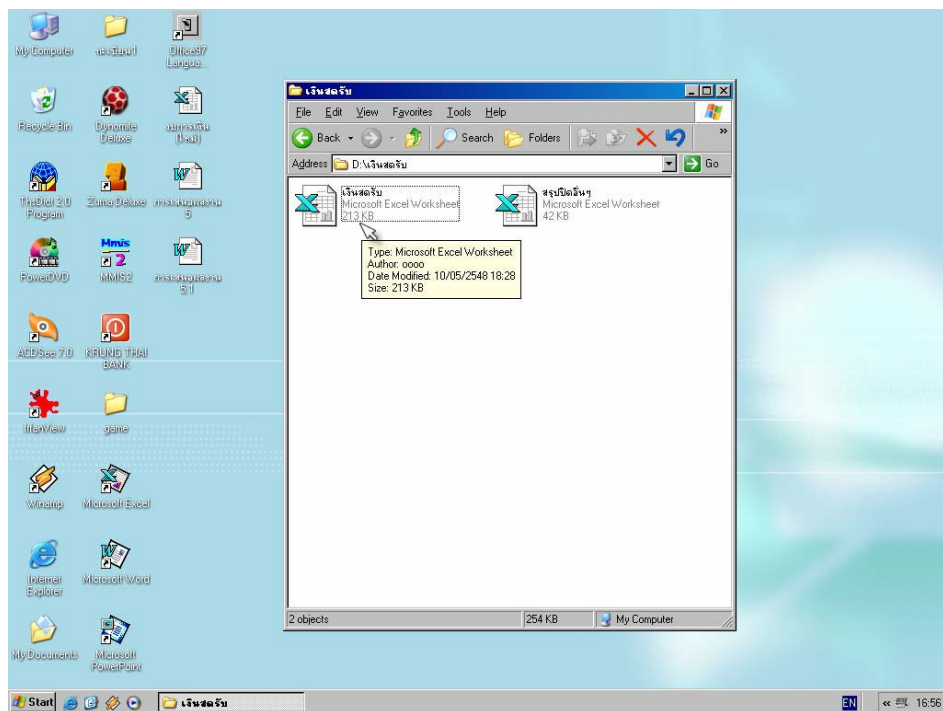 My Computer
Office97
Langua...
Recycle Bin
Dynomite
Deluxe
TheDict 2.0
Program
Zuma Deluxe
PowerDVD
Mmis
2
MMIS2
ACDSee 7.0
KRUNG THAI
BANK
IrfanView
game
Winamp
Microsoft Excel
Internet
Explorer
Microsoft Word
My Documents
Microsoft
PowerPoint
เงินสดรับ
File Edit View Favorites Tools Help
Back Search Folders »
Address D:\เงินสดรับ Go
เงินสดรับ
Microsoft Excel Worksheet
213 KB
สรุปปิดอื่นๆ
Microsoft Excel Worksheet
42 KB
Type: Microsoft Excel Worksheet
Author: oooo
Date Modified: 10/05/2548 18:28
Size: 213 KB
2 objects 254 KB My Computer
Start เงินสดรับ EN « 16:56